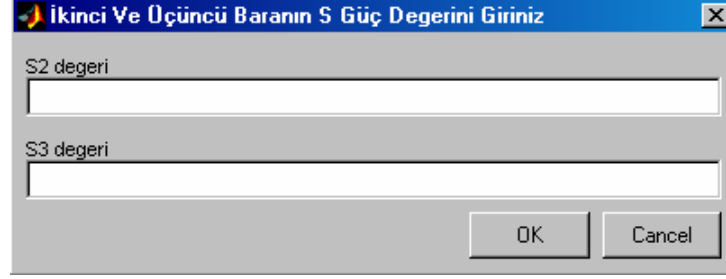 İkinci Ve Üçüncü Baranın S Güç Degerini Giriniz
S2 degeri
S3 degeri
OK Cancel